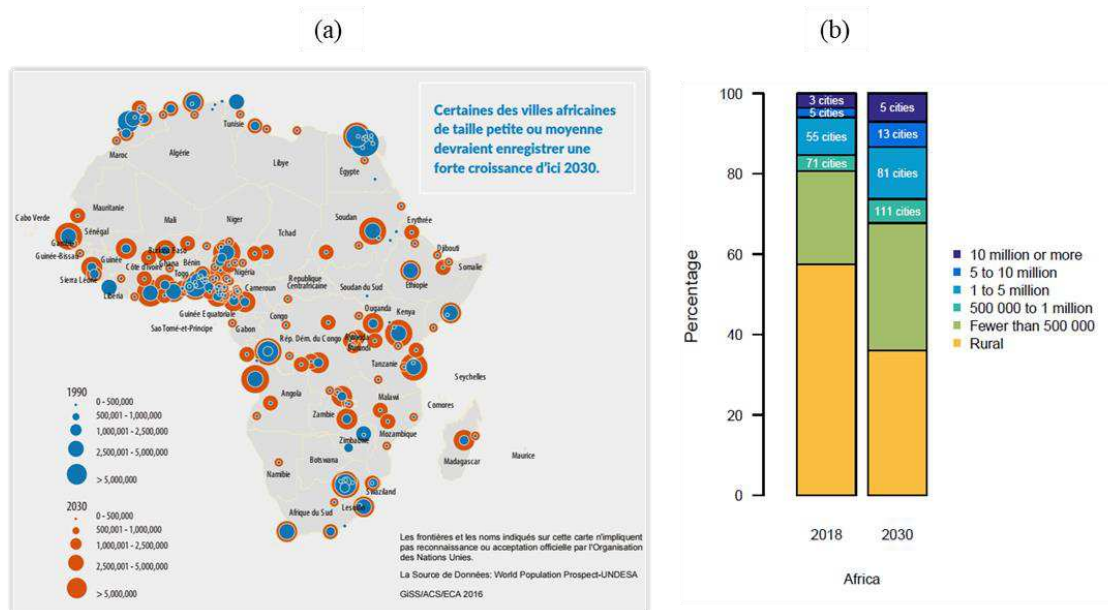 (a)
Certaines des villes africaines
de taille petite ou moyenne
devraient enregistrer une
forte croissance d'ici 2030.
Tunisie
Maroc
Algérie
Libye
Égypte
Cabo Verde
Mauritanie
Mali
Niger
Tchad
Soudan
Érythrée
Sénégal
Gambie
Guinée-Bissau
Guinée
Burkina Faso
Djibouti
Somalie
Sierra Leone
Côte d'Ivoire
Ghana
Togo
Bénin
Nigéria
Liberia
Cameroun
Republique
Centrafricaine
Soudan du Sud
Ethiopie
Guinée Equatoriale
Sao Tomé-et-Principe
Gabon
Congo
Rép. Dém. du Congo
Ouganda
Kenya
Rwanda
Burundi
Tanzanie
Seychelles
Angola
Zambie
Malawi
Comores
Mozambique
Zimbabwe
Botswana
Namibie
Madagascar
Maurice
Swaziland
Lesotho
Afrique du Sud
1990
0 - 500,000
500,001 - 1,000,000
1,000,001 - 2,500,000
2,500,001 - 5,000,000
> 5,000,000
2030
0 - 500,000
500,001 - 1,000,000
1,000,001 - 2,500,000
2,500,001 - 5,000,000
> 5,000,000
Les frontières et les noms indiqués sur cette carte n'impliquent
pas reconnaissance ou acceptation officielle par l'Organisation
des Nations Unies.
La Source de Données: World Population Prospect-UNDESA
GiSS/ACS/ECA 2016
(b)
Percentage
100
80
60
40
20
0
3 cities
5 cities
55 cities
71 cities
5 cities
13 cities
81 cities
111 cities
2018
2030
Africa
10 million or more
5 to 10 million
1 to 5 million
500 000 to 1 million
Fewer than 500 000
Rural